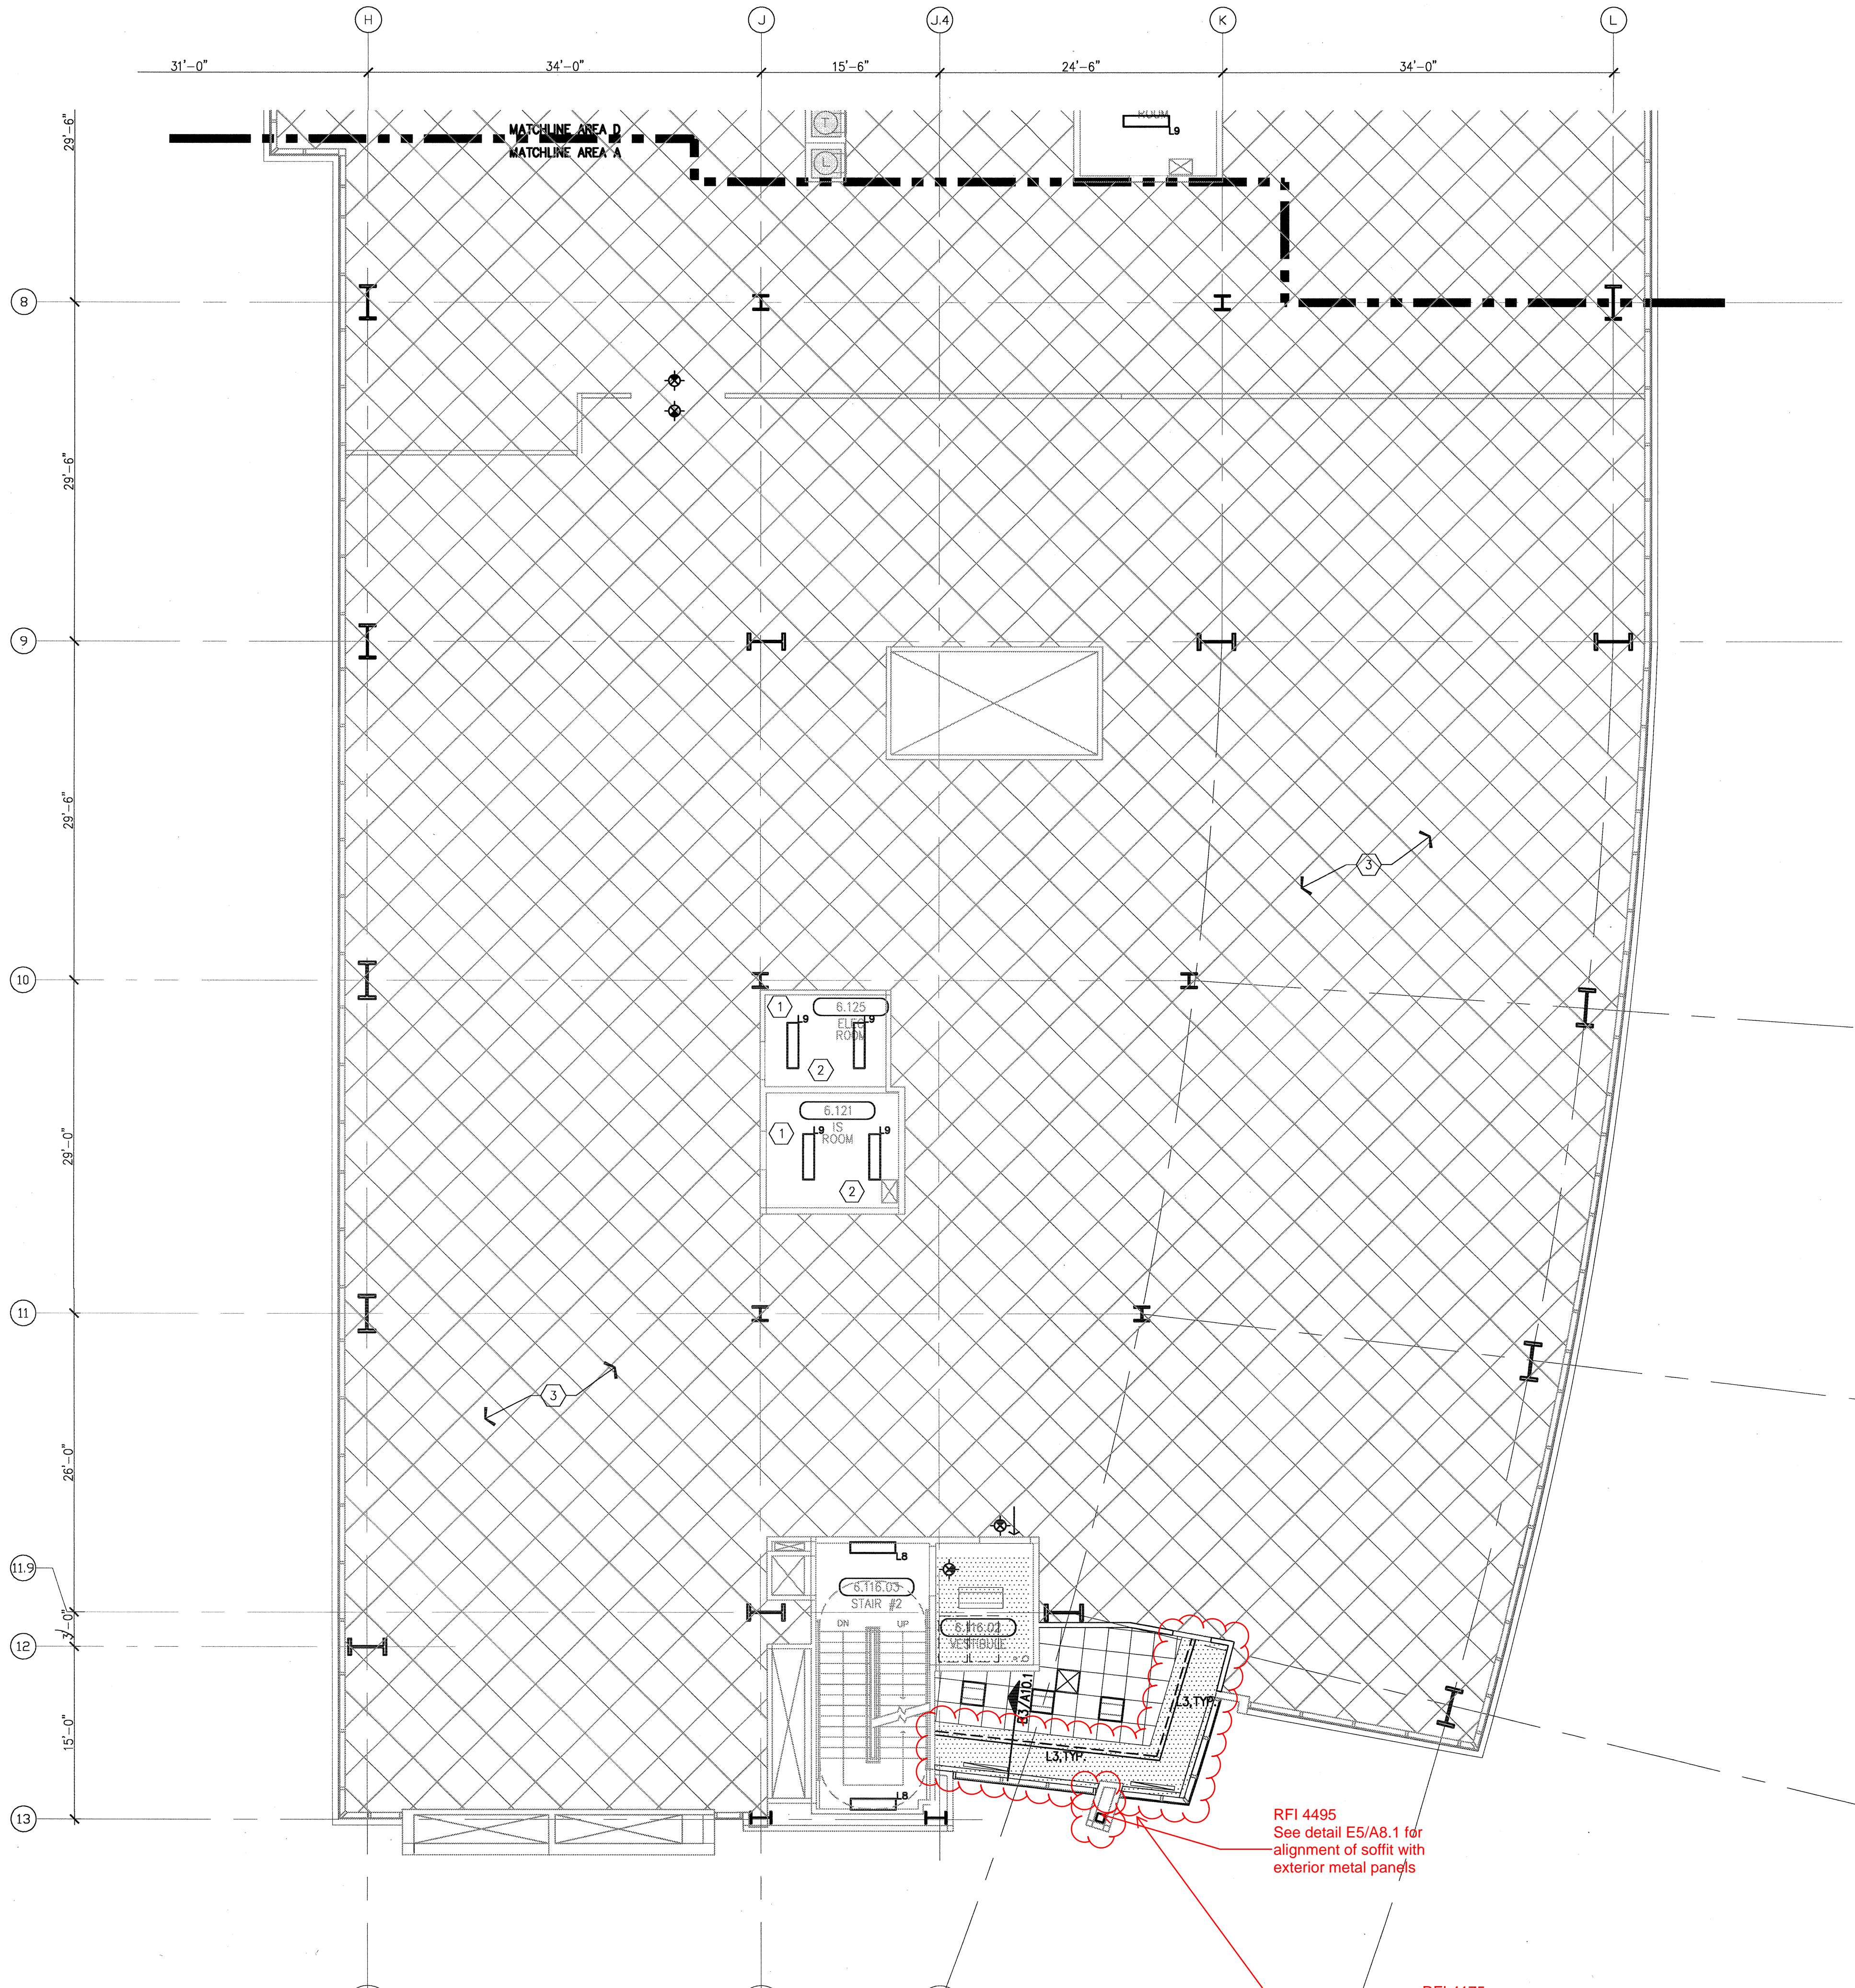 H
J
J.4
K
L
31'-0"
34'-0"
15'-6"
24'-6"
34'-0"
29'-6"
MATCHLINE AREA D
MATCHLINE AREA A
T
L
ROOM
L9
8
29'-6"
9
29'-6"
3
10
1
6.125
L9
L9
ELEC
ROOM
2
6.121
1
L9
IS
L9
ROOM
2
29'-0"
11
3
26'-0"
11.9
L8
6.116.03
STAIR #2
DN
UP
6.116.02
VESTIBULE
3'-0"
12
B3/A10.1
L3,TYP.
15'-0"
L3,TYP.
L8
13
RFI 4495
See detail E5/A8.1 for
alignment of soffit with
exterior metal panels